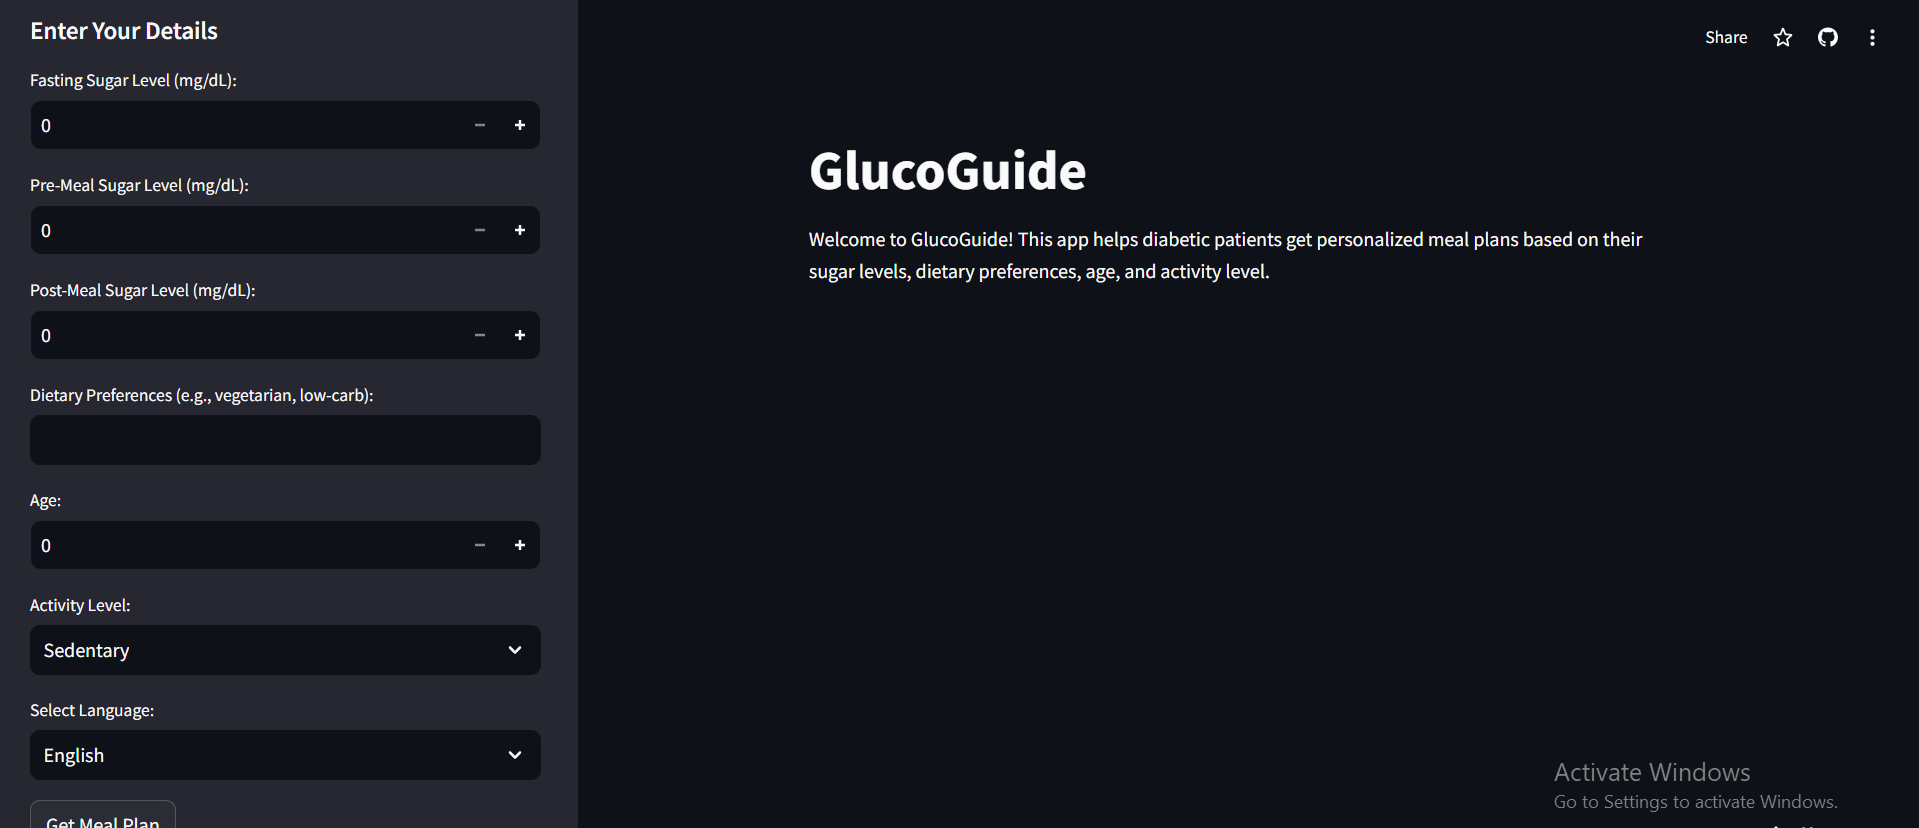 Enter Your Details
Fasting Sugar Level (mg/dL):
0
Pre-Meal Sugar Level (mg/dL):
0
Post-Meal Sugar Level (mg/dL):
0
Dietary Preferences (e.g., vegetarian, low-carb):
Age:
0
Activity Level:
Sedentary
Select Language:
English
Get Meal Plan
Share
GlucoGuide
Welcome to GlucoGuide! This app helps diabetic patients get personalized meal plans based on their
sugar levels, dietary preferences, age, and activity level.
Activate Windows
Go to Settings to activate Windows.